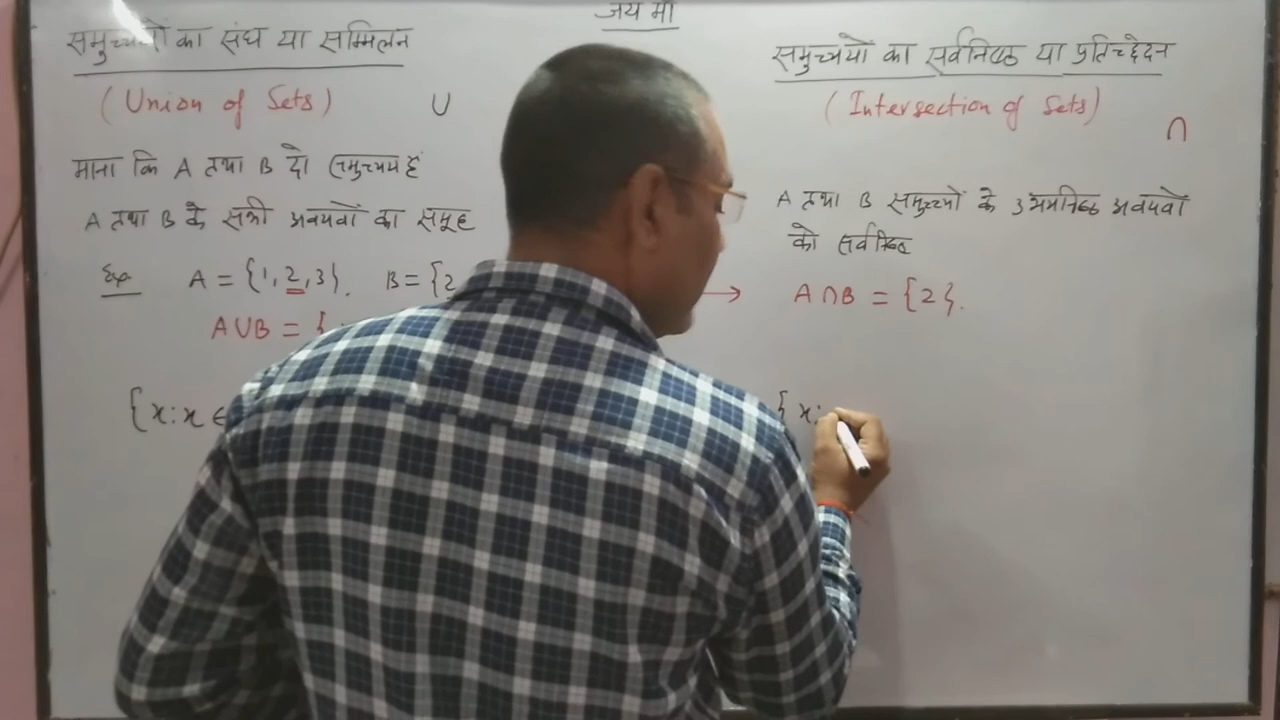 जय माँ
समुच्चयों का संघ या सम्मिलन
(Union of Sets) ∪
माना कि A तथा B दो समुच्चय हैं
A तथा B के सभी अवयवों का समूह
Exp. A = {1, 2, 3}. B = {2
A∪B = {
{x : x ∈
समुच्चयों का सर्वनिष्ठ या प्रतिच्छेदन
(Intersection of Sets)
∩
A तथा B समुच्चयों के उभयनिष्ठ अवयवों
को सर्वनिष्ठ
→ A∩B = {2}.
{x :